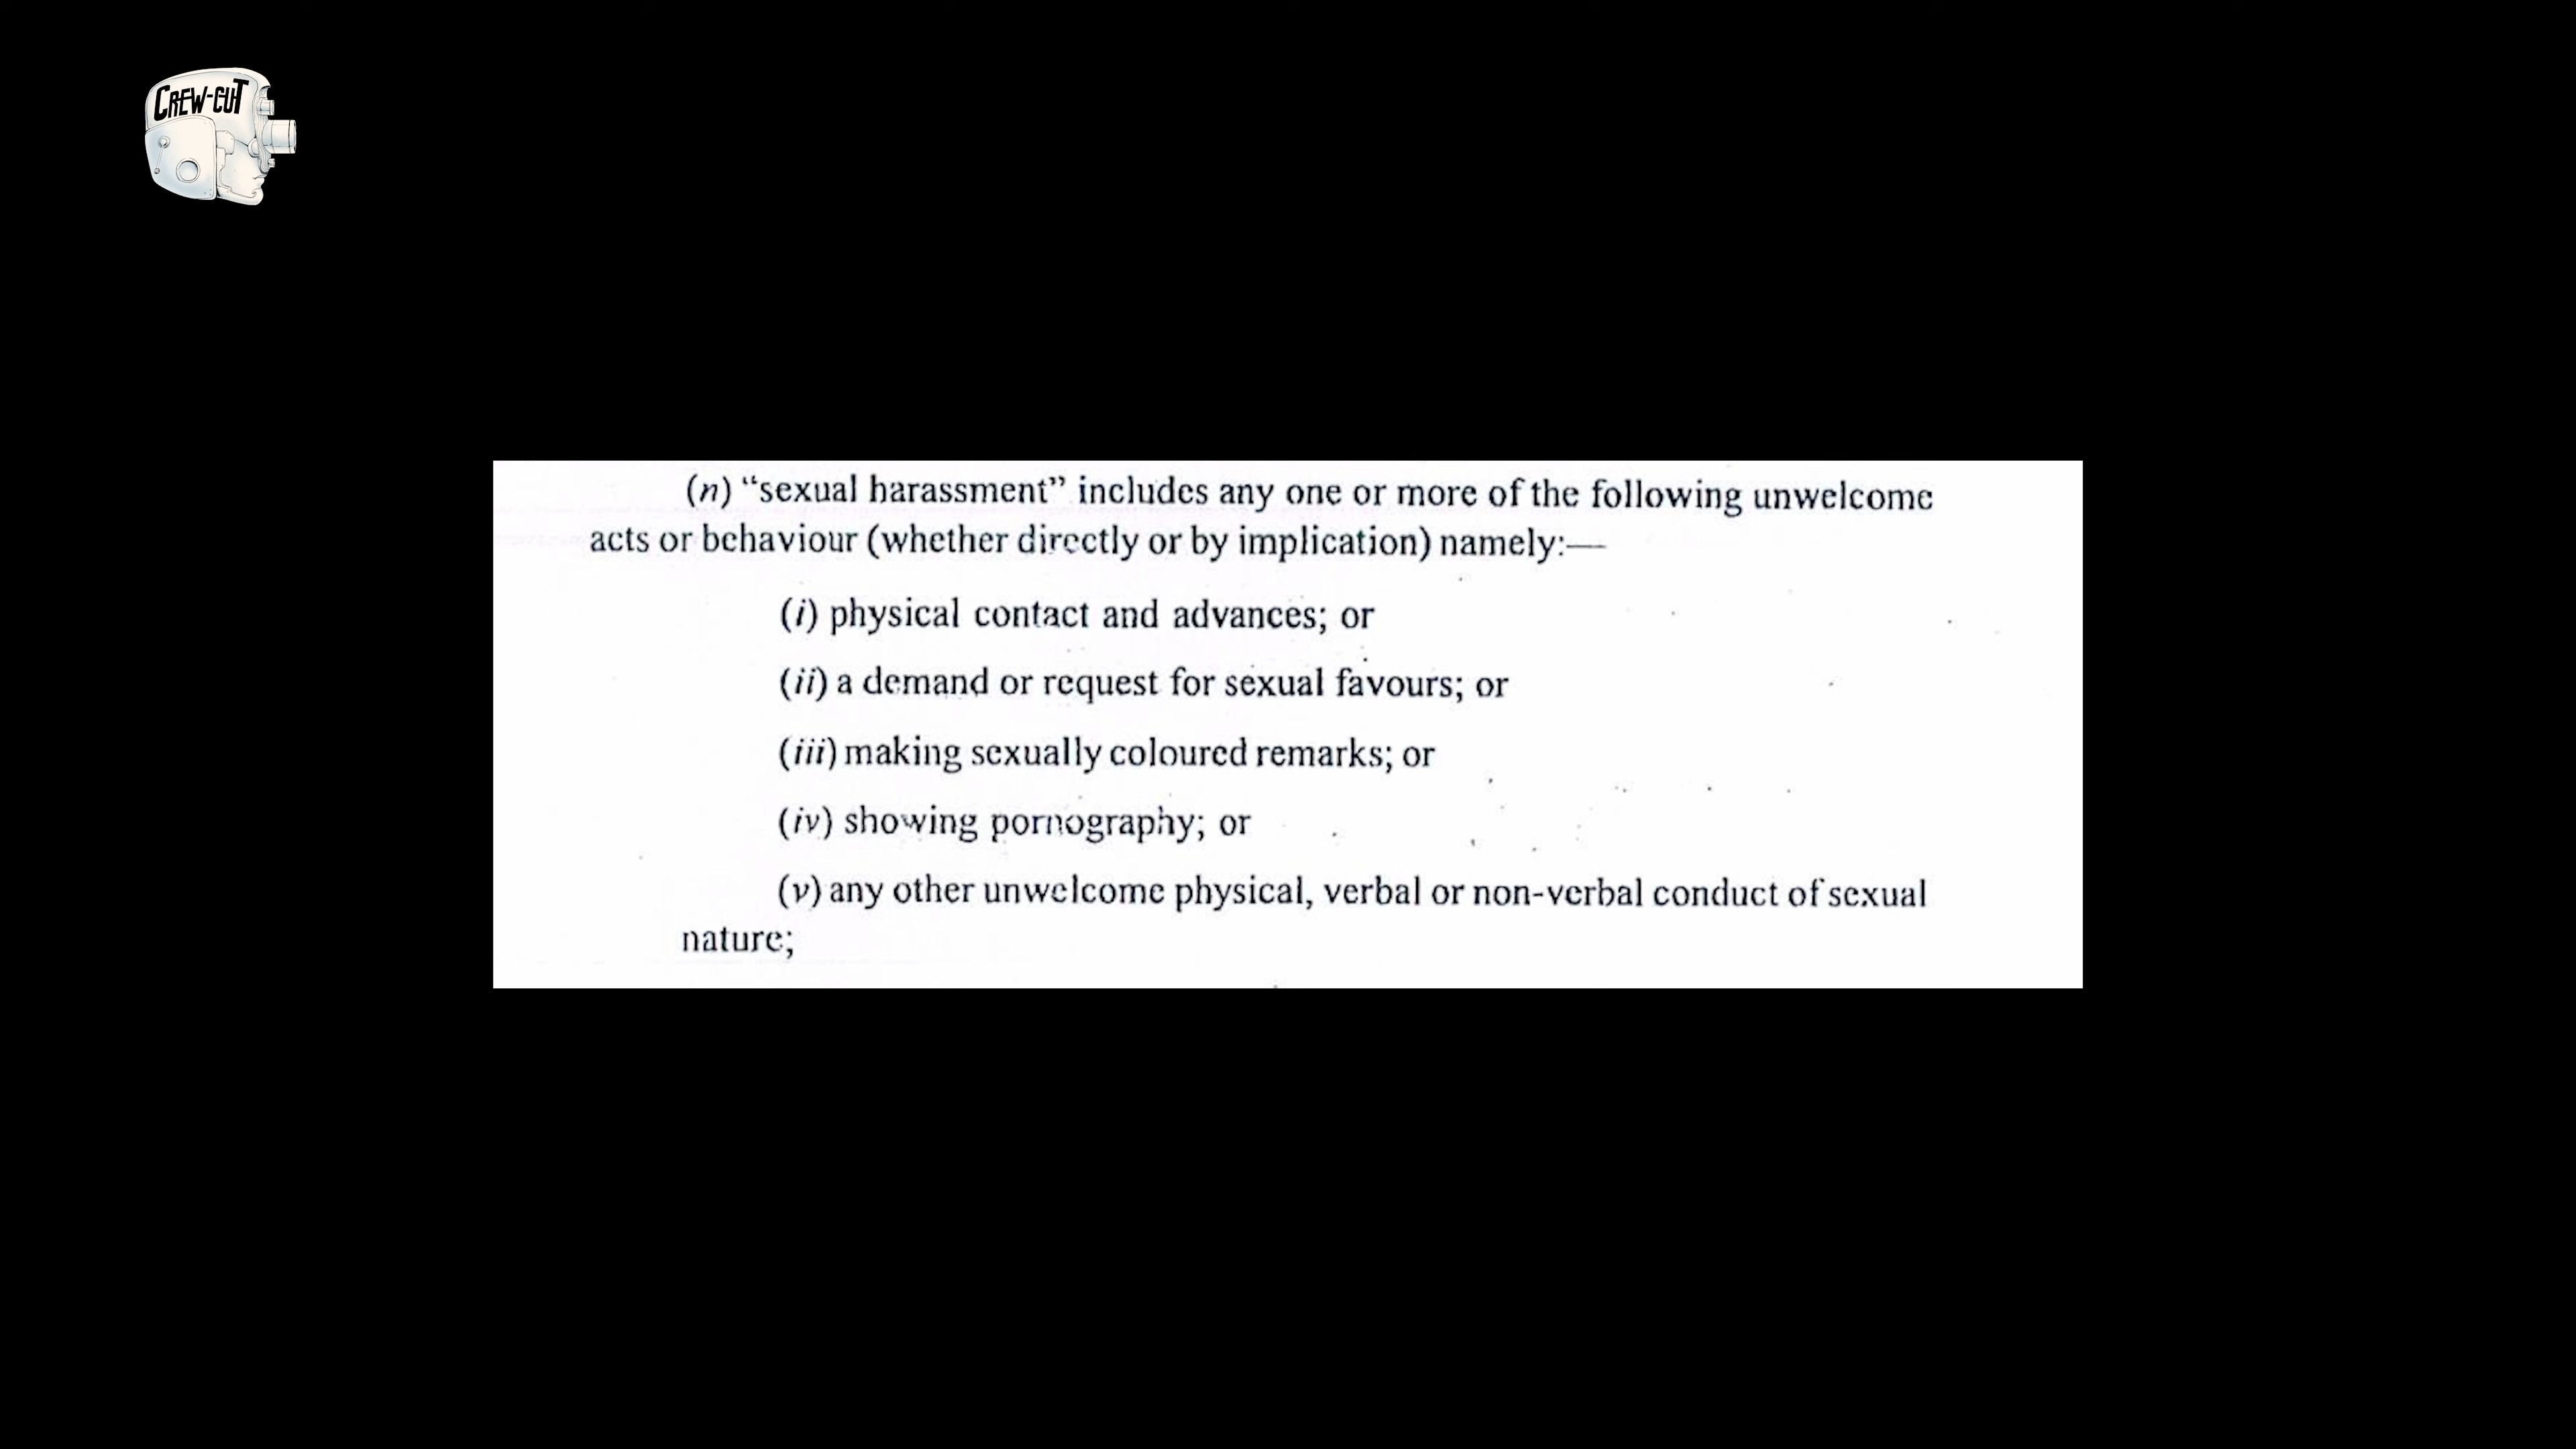 CREW-CUT
(n) “sexual harassment” includes any one or more of the following unwelcome
acts or behaviour (whether directly or by implication) namely:—
(i) physical contact and advances; or
(ii) a demand or request for sexual favours; or
(iii) making sexually coloured remarks; or
(iv) showing pornography; or
(v) any other unwelcome physical, verbal or non-verbal conduct of sexual
nature;